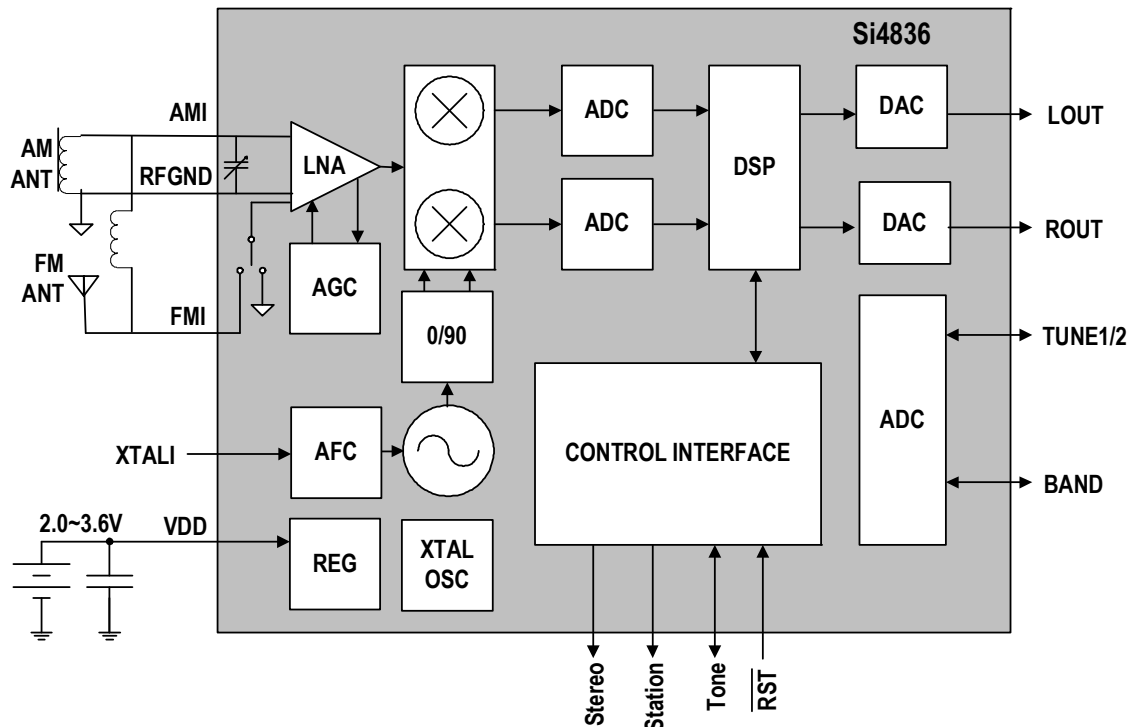 Si4836
AMI
AM
ANT
RFGND
LNA
ADC
DSP
DAC
LOUT
ADC
DAC
ROUT
FM
ANT
FMI
AGC
0/90
TUNE1/2
ADC
BAND
CONTROL INTERFACE
XTALI
AFC
2.0~3.6V
VDD
REG
XTAL
OSC
Stereo
Station
Tone
RST